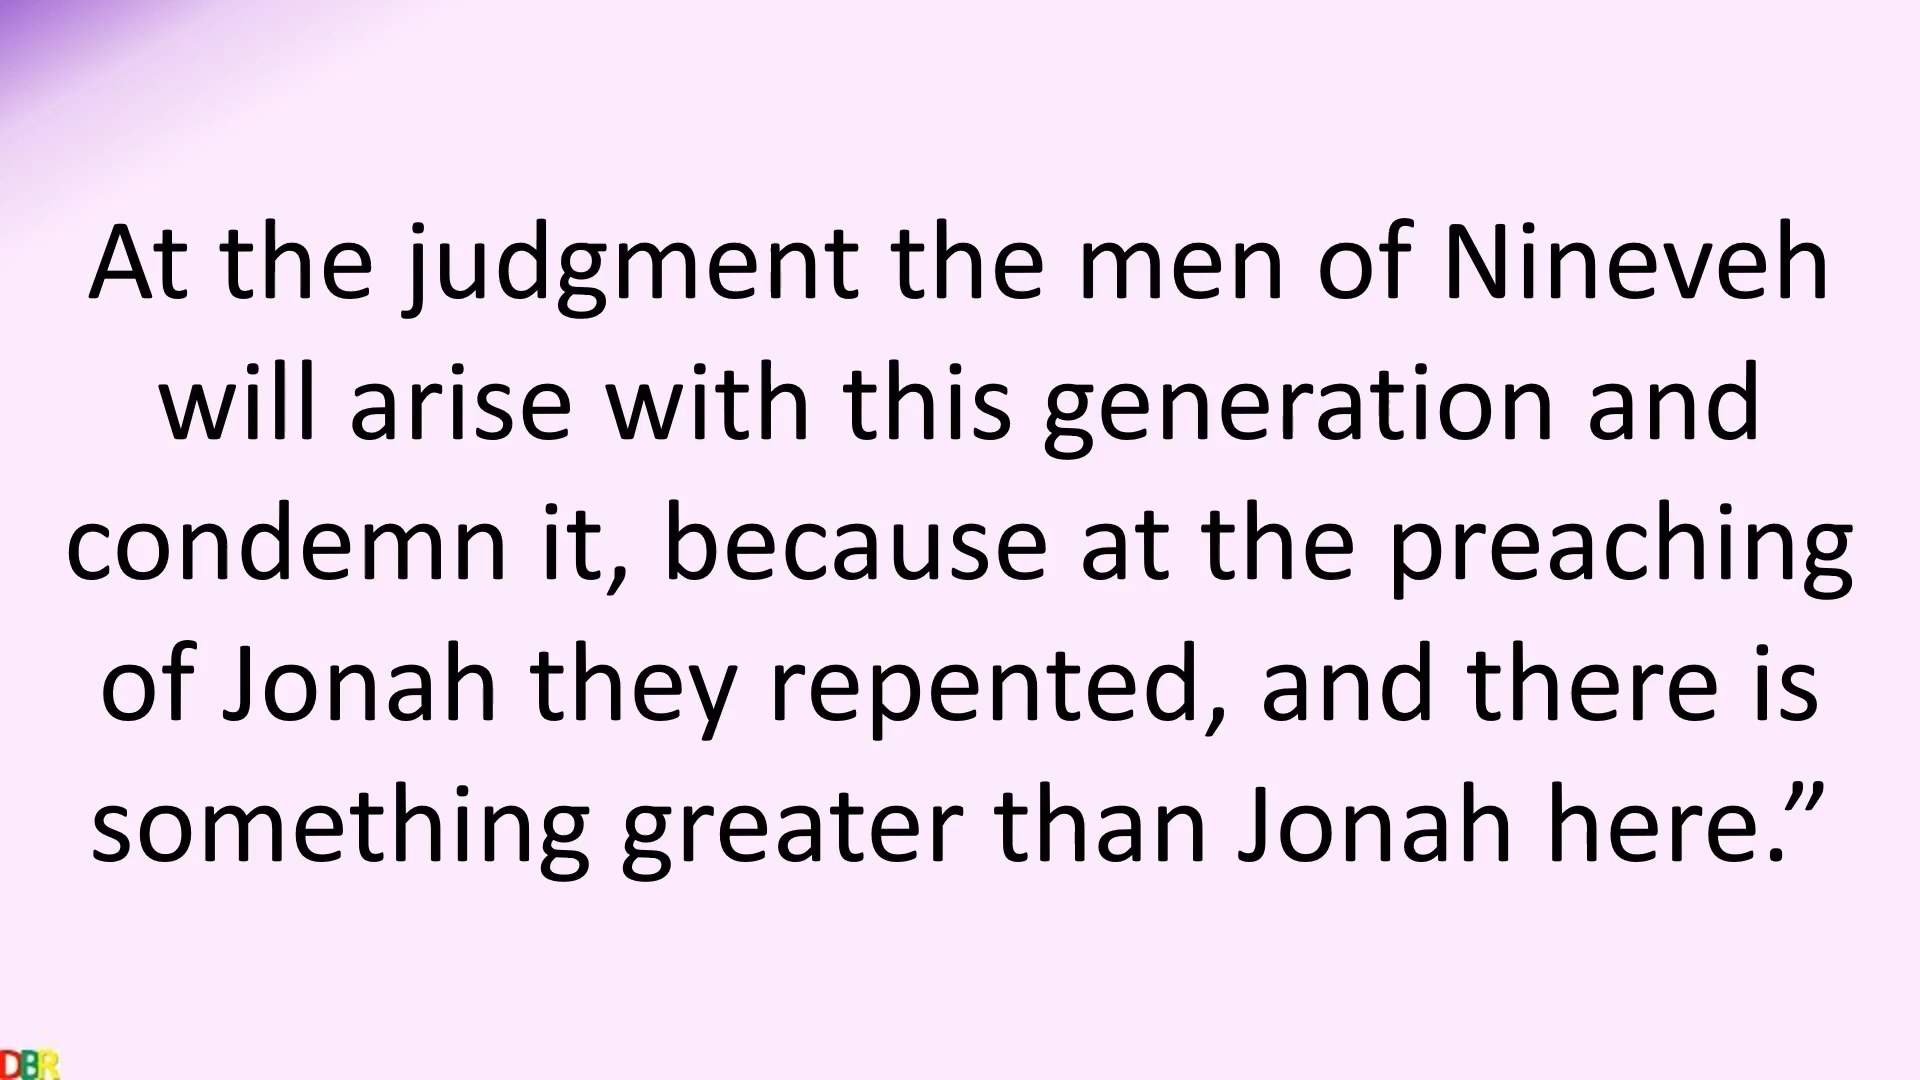 At the judgment the men of Nineveh
will arise with this generation and
condemn it, because at the preaching
of Jonah they repented, and there is
something greater than Jonah here.”
DBR